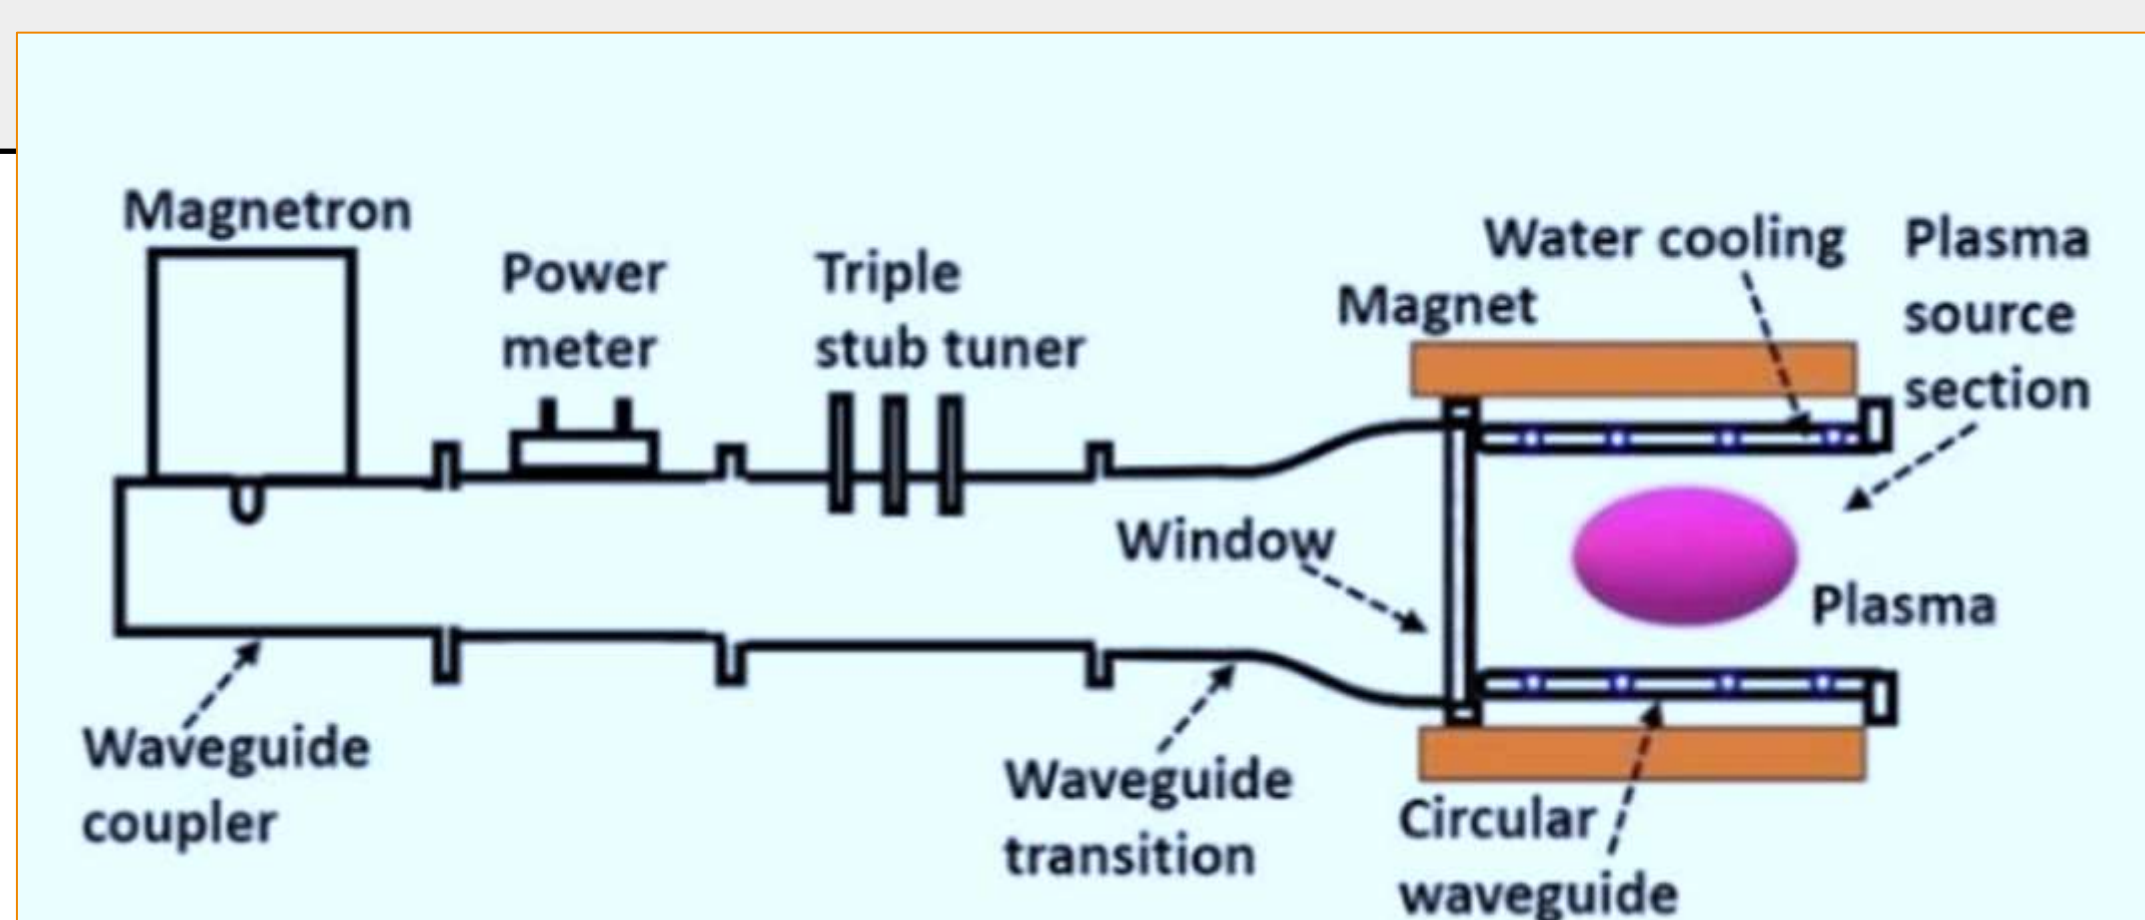 Magnetron
Power
meter
Triple
stub tuner
Water cooling
Magnet
Plasma
source
section
Window
Plasma
Waveguide
coupler
Waveguide
transition
Circular
waveguide